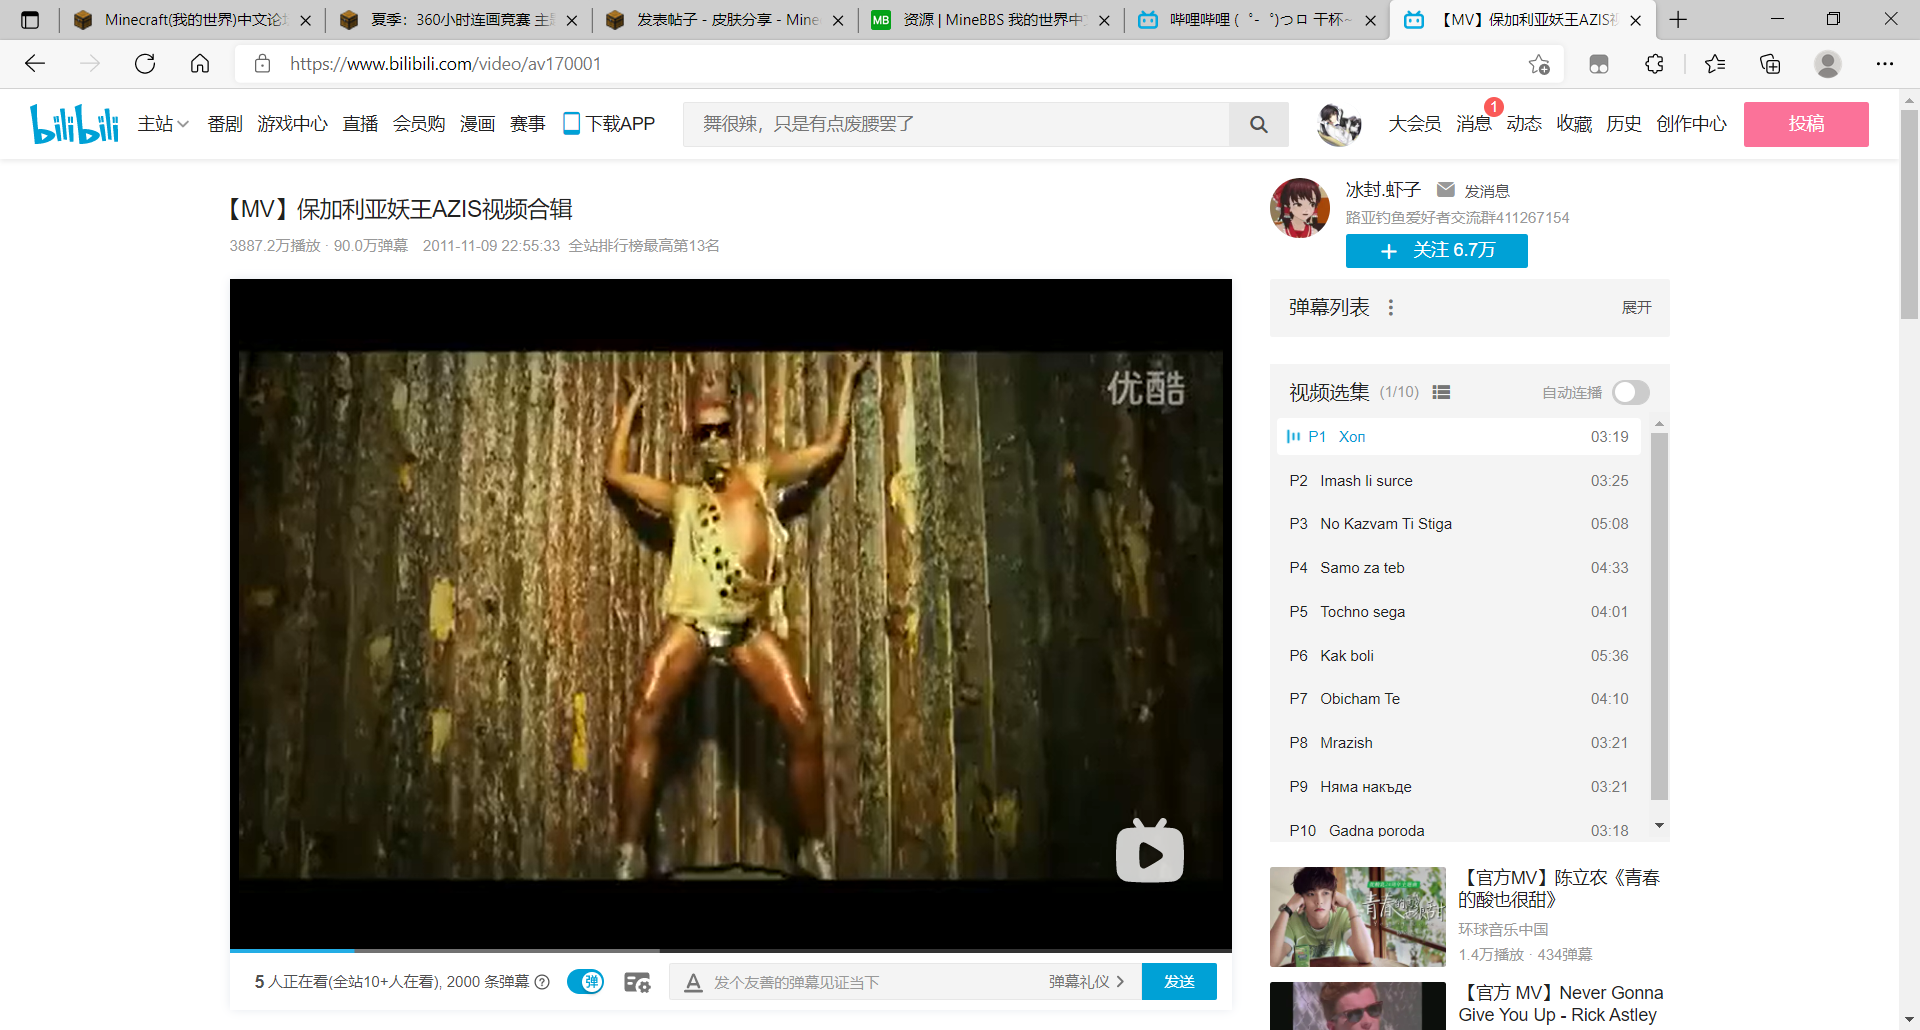 Minecraft(我的世界)中文论
夏季：360小时连画竞赛 主
发表帖子 - 皮肤分享 - Mine
MB 资源 | MineBBS 我的世界中
哔哩哔哩 (゜-゜)つロ 干杯~
【MV】保加利亚妖王AZIS视
https://www.bilibili.com/video/av170001
bilibili 主站 番剧 游戏中心 直播 会员购 漫画 赛事 下载APP
舞很辣，只是有点废腰罢了
大会员 消息 1 动态 收藏 历史 创作中心 投稿
【MV】保加利亚妖王AZIS视频合辑
3887.2万播放 · 90.0万弹幕 2011-11-09 22:55:33 全站排行榜最高第13名
冰封.虾子 发消息
路亚钓鱼爱好者交流群411267154
+ 关注 6.7万
优酷
弹幕列表 展开
视频选集 (1/10) 自动连播
P1 Хоп 03:19
P2 Imash li surce 03:25
P3 No Kazvam Ti Stiga 05:08
P4 Samo za teb 04:33
P5 Tochno sega 04:01
P6 Kak boli 05:36
P7 Obicham Te 04:10
P8 Mrazish 03:21
P9 Няма накъде 03:21
P10 Gadna poroda 03:18
5 人正在看(全站10+人在看), 2000 条弹幕
弹
A 发个友善的弹幕见证当下 弹幕礼仪 发送
【官方MV】陈立农《青春
的酸也很甜》
环球音乐中国
1.4万播放 · 434弹幕
【官方 MV】Never Gonna
Give You Up - Rick Astley